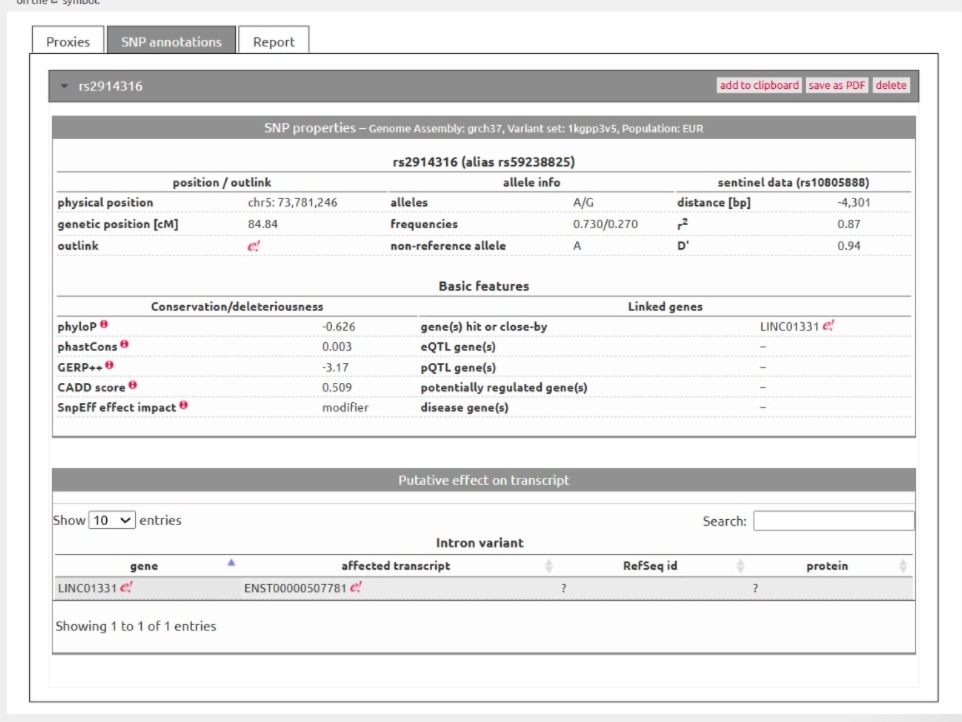 on the symbol.
Proxies SNP annotations Report
rs2914316 add to clipboard save as PDF delete
SNP properties – Genome Assembly: grch37, Variant set: 1kgpp3v5, Population: EUR
rs2914316 (alias rs59238825)
position / outlink allele info sentinel data (rs10805888)
physical position chr5: 73,781,246 alleles A/G distance [bp] -4,301
genetic position [cM] 84.84 frequencies 0.730/0.270 r² 0.87
outlink e! non-reference allele A D' 0.94
Basic features
Conservation/deleteriousness Linked genes
phyloP -0.626 gene(s) hit or close-by LINC01331 e!
phastCons 0.003 eQTL gene(s) –
GERP++ -3.17 pQTL gene(s) –
CADD score 0.509 potentially regulated gene(s) –
SnpEff effect impact modifier disease gene(s) –
Putative effect on transcript
Show 10 entries Search:
Intron variant
gene affected transcript RefSeq id protein
LINC01331 e! ENST00000507781 e! ? ?
Showing 1 to 1 of 1 entries